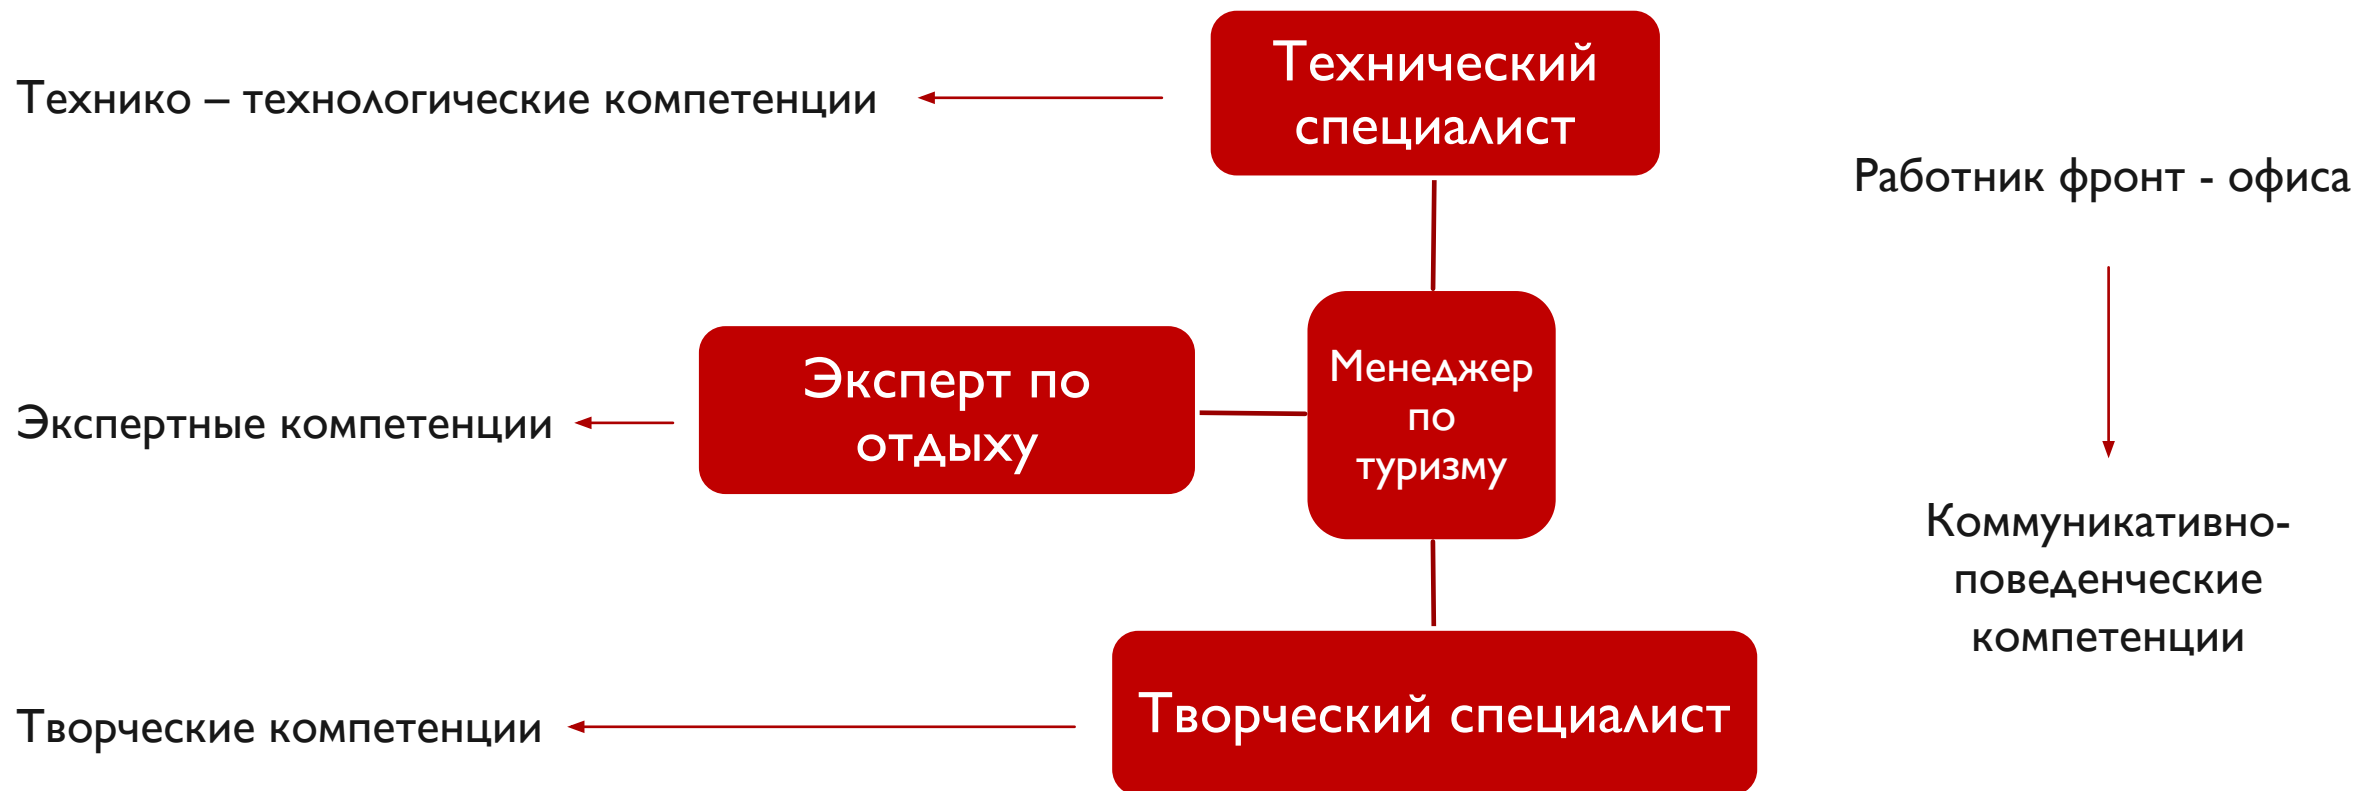 Технический
специалист
Технико – технологические компетенции
Работник фронт - офиса
Менеджер
по
туризму
Эксперт по
отдыху
Экспертные компетенции
Коммуникативно-
поведенческие
компетенции
Творческий специалист
Творческие компетенции